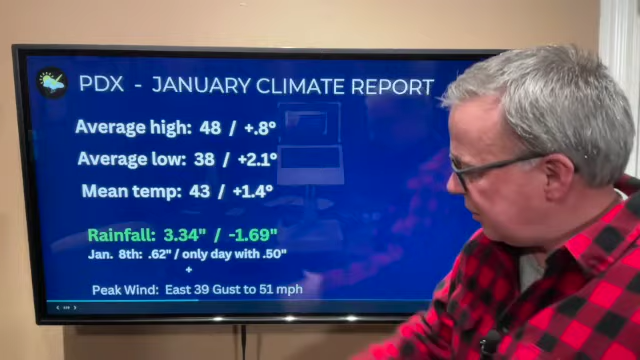 PDX - JANUARY CLIMATE REPORT
Average high: 48 / +.8°
Average low: 38 / +2.1°
Mean temp: 43 / +1.4°
Rainfall: 3.34" / -1.69"
Jan. 8th: .62" / only day with .50"
+
Peak Wind: East 39 Gust to 51 mph